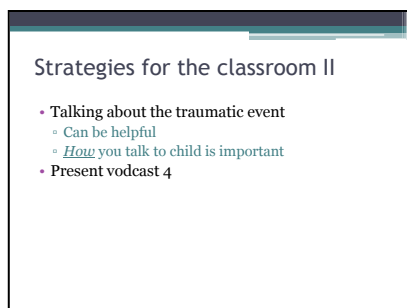 Strategies for the classroom II
• Talking about the traumatic event
▫ Can be helpful
▫ How you talk to child is important
• Present vodcast 4